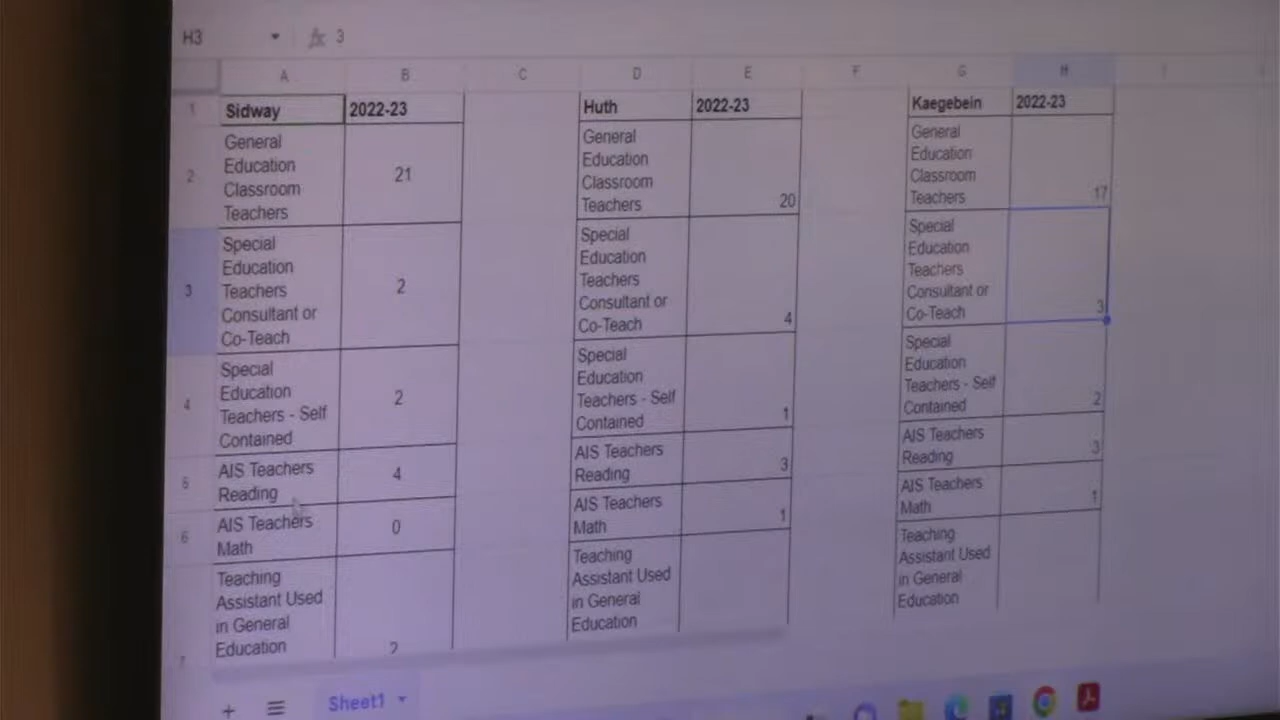 H3 fx 3
A B C D E F G H I
1 Sidway 2022-23 Huth 2022-23 Kaegebein 2022-23
2
General
Education
Classroom
Teachers
21
General
Education
Classroom
Teachers
20
General
Education
Classroom
Teachers
17
3
Special
Education
Teachers
Consultant or
Co-Teach
2
Special
Education
Teachers
Consultant or
Co-Teach
4
Special
Education
Teachers
Consultant or
Co-Teach
3
4
Special
Education
Teachers - Self
Contained
2
Special
Education
Teachers - Self
Contained
1
Special
Education
Teachers - Self
Contained
2
5
AIS Teachers
Reading
4
AIS Teachers
Reading
3
AIS Teachers
Reading
3
6
AIS Teachers
Math
0
AIS Teachers
Math
1
AIS Teachers
Math
1
7
Teaching
Assistant Used
in General
Education
2
Teaching
Assistant Used
in General
Education
Teaching
Assistant Used
in General
Education
Sheet1